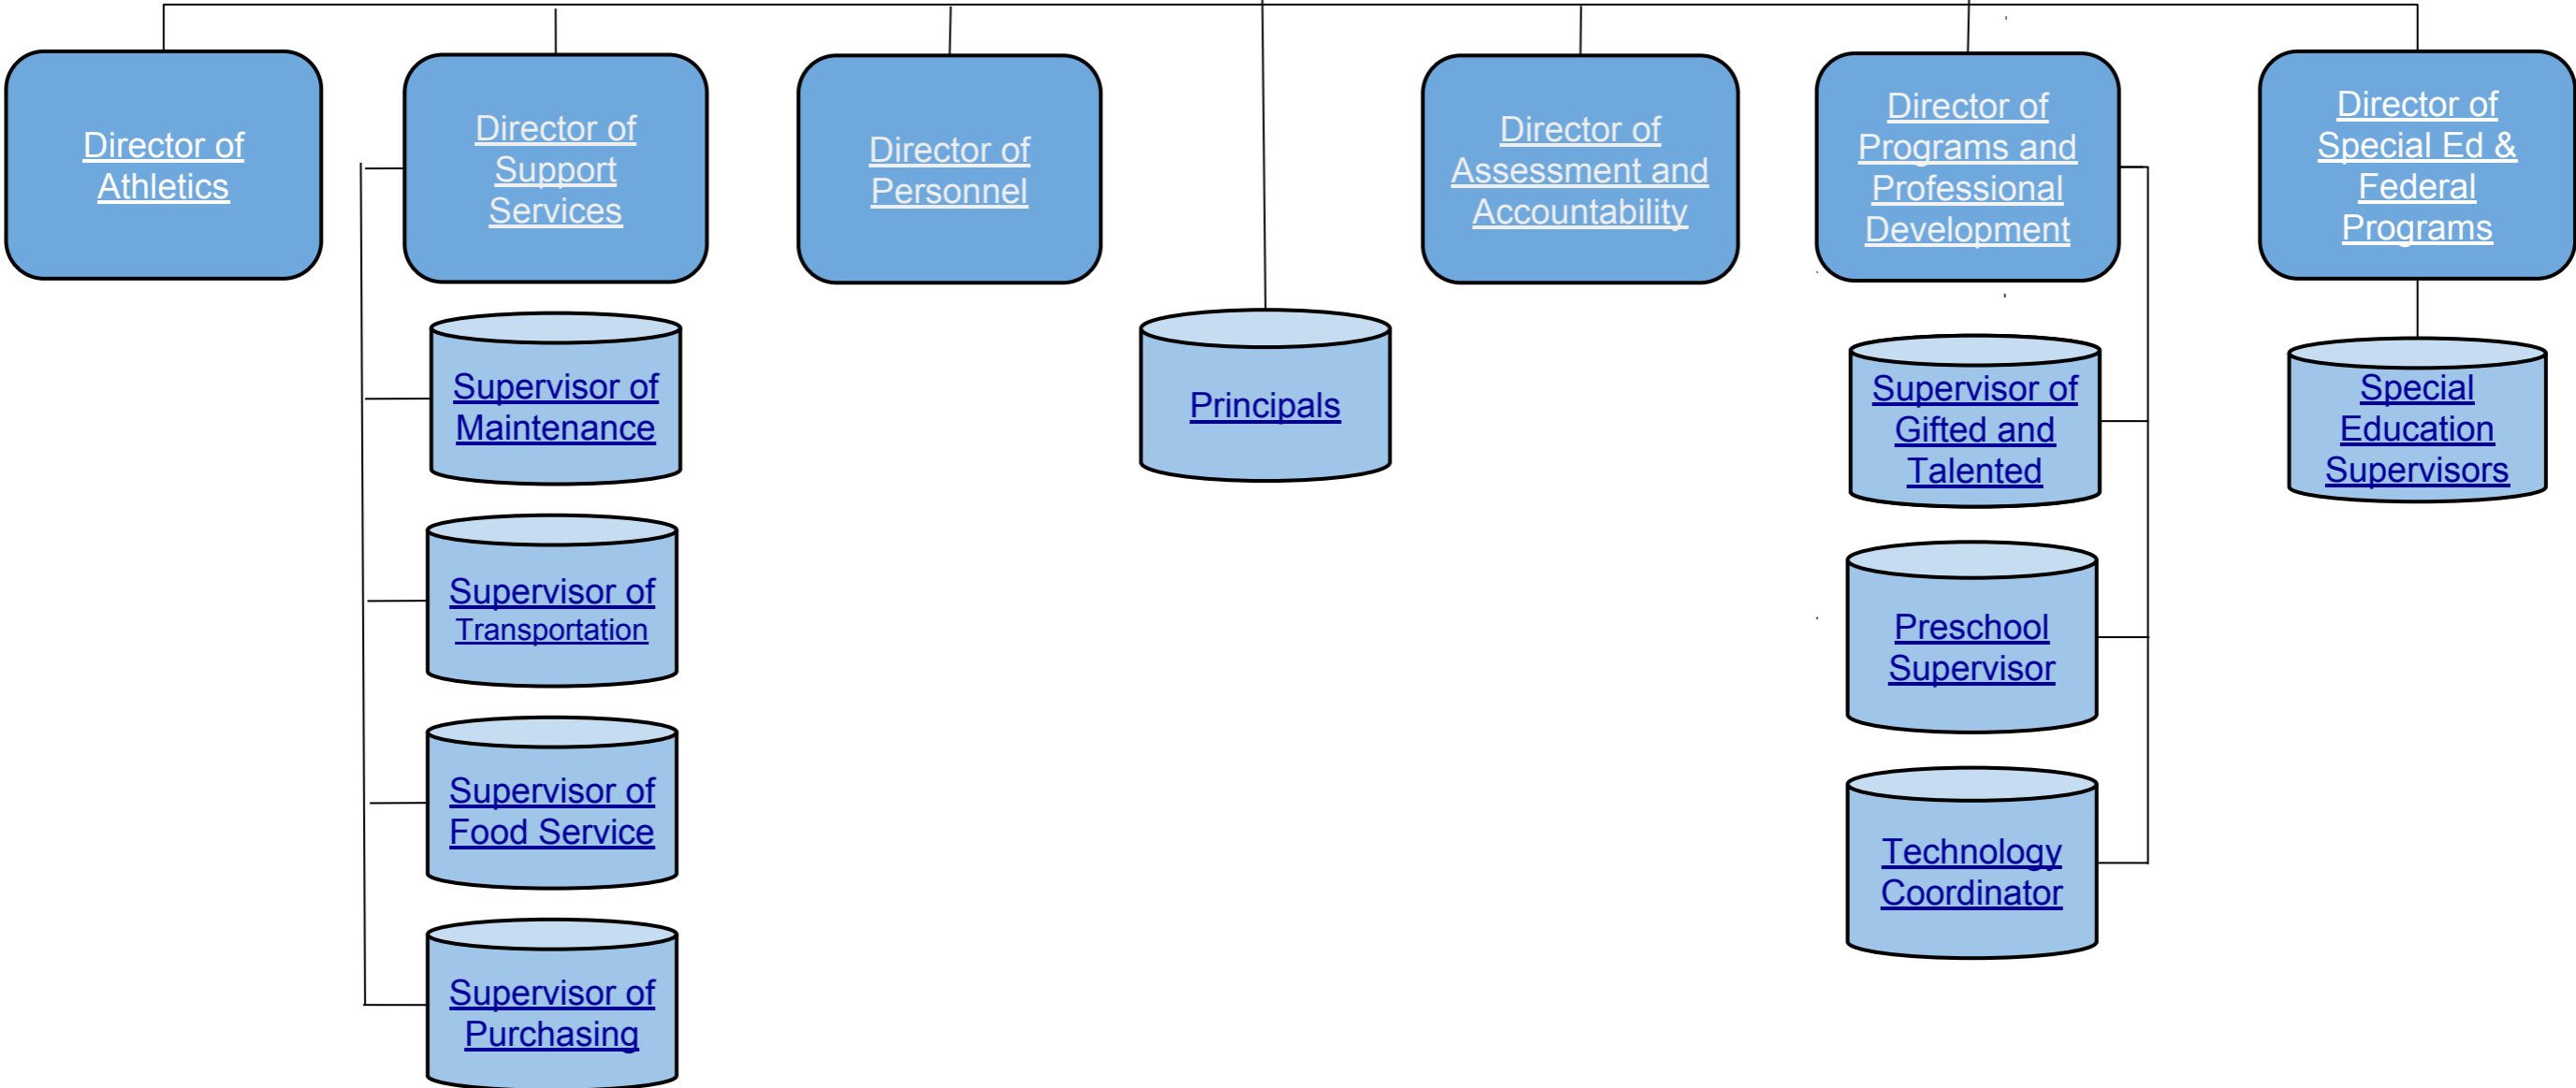 Director of
Athletics
Director of
Support
Services
Director of
Personnel
Director of
Assessment and
Accountability
Director of
Programs and
Professional
Development
Director of
Special Ed &
Federal
Programs
Supervisor of
Maintenance
Supervisor of
Transportation
Supervisor of
Food Service
Supervisor of
Purchasing
Principals
Supervisor of
Gifted and
Talented
Preschool
Supervisor
Technology
Coordinator
Special
Education
Supervisors